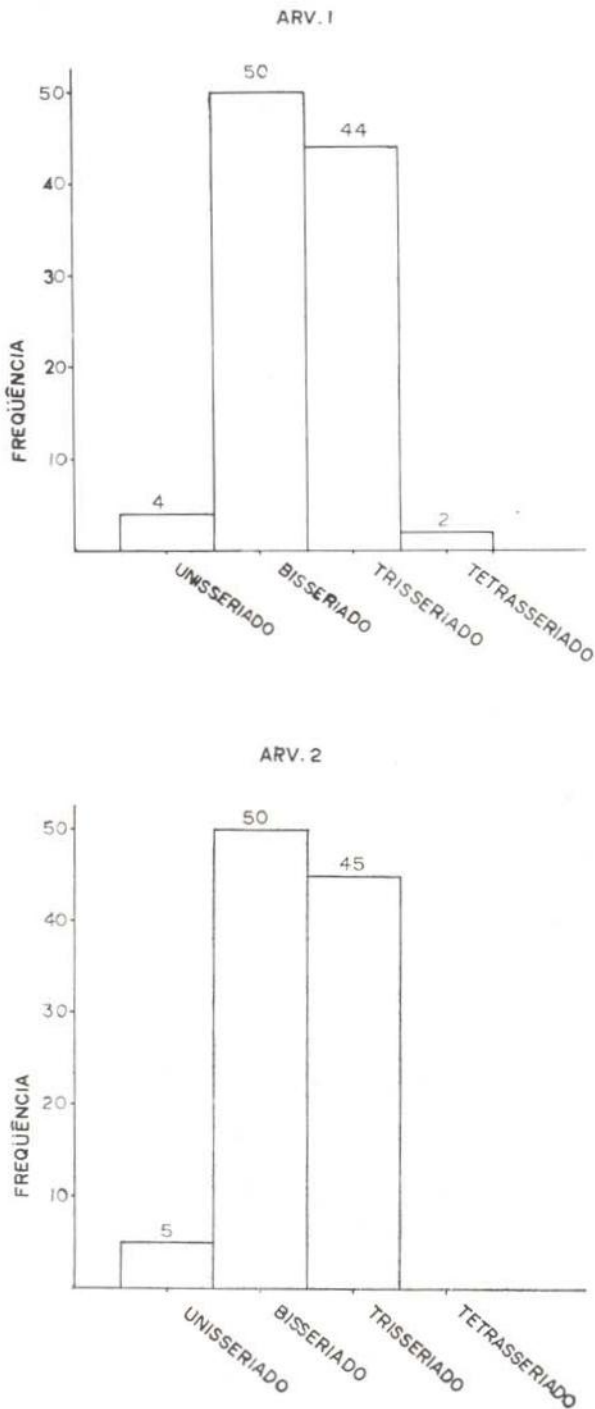 ARV. 1
50
50
44
40
30
20
10
4
2
FREQÜÊNCIA
UNISSERIADO
BISSERIADO
TRISSERIADO
TETRASSERIADO
ARV. 2
50
50
45
40
30
20
10
5
FREQÜÊNCIA
UNISSERIADO
BISSERIADO
TRISSERIADO
TETRASSERIADO